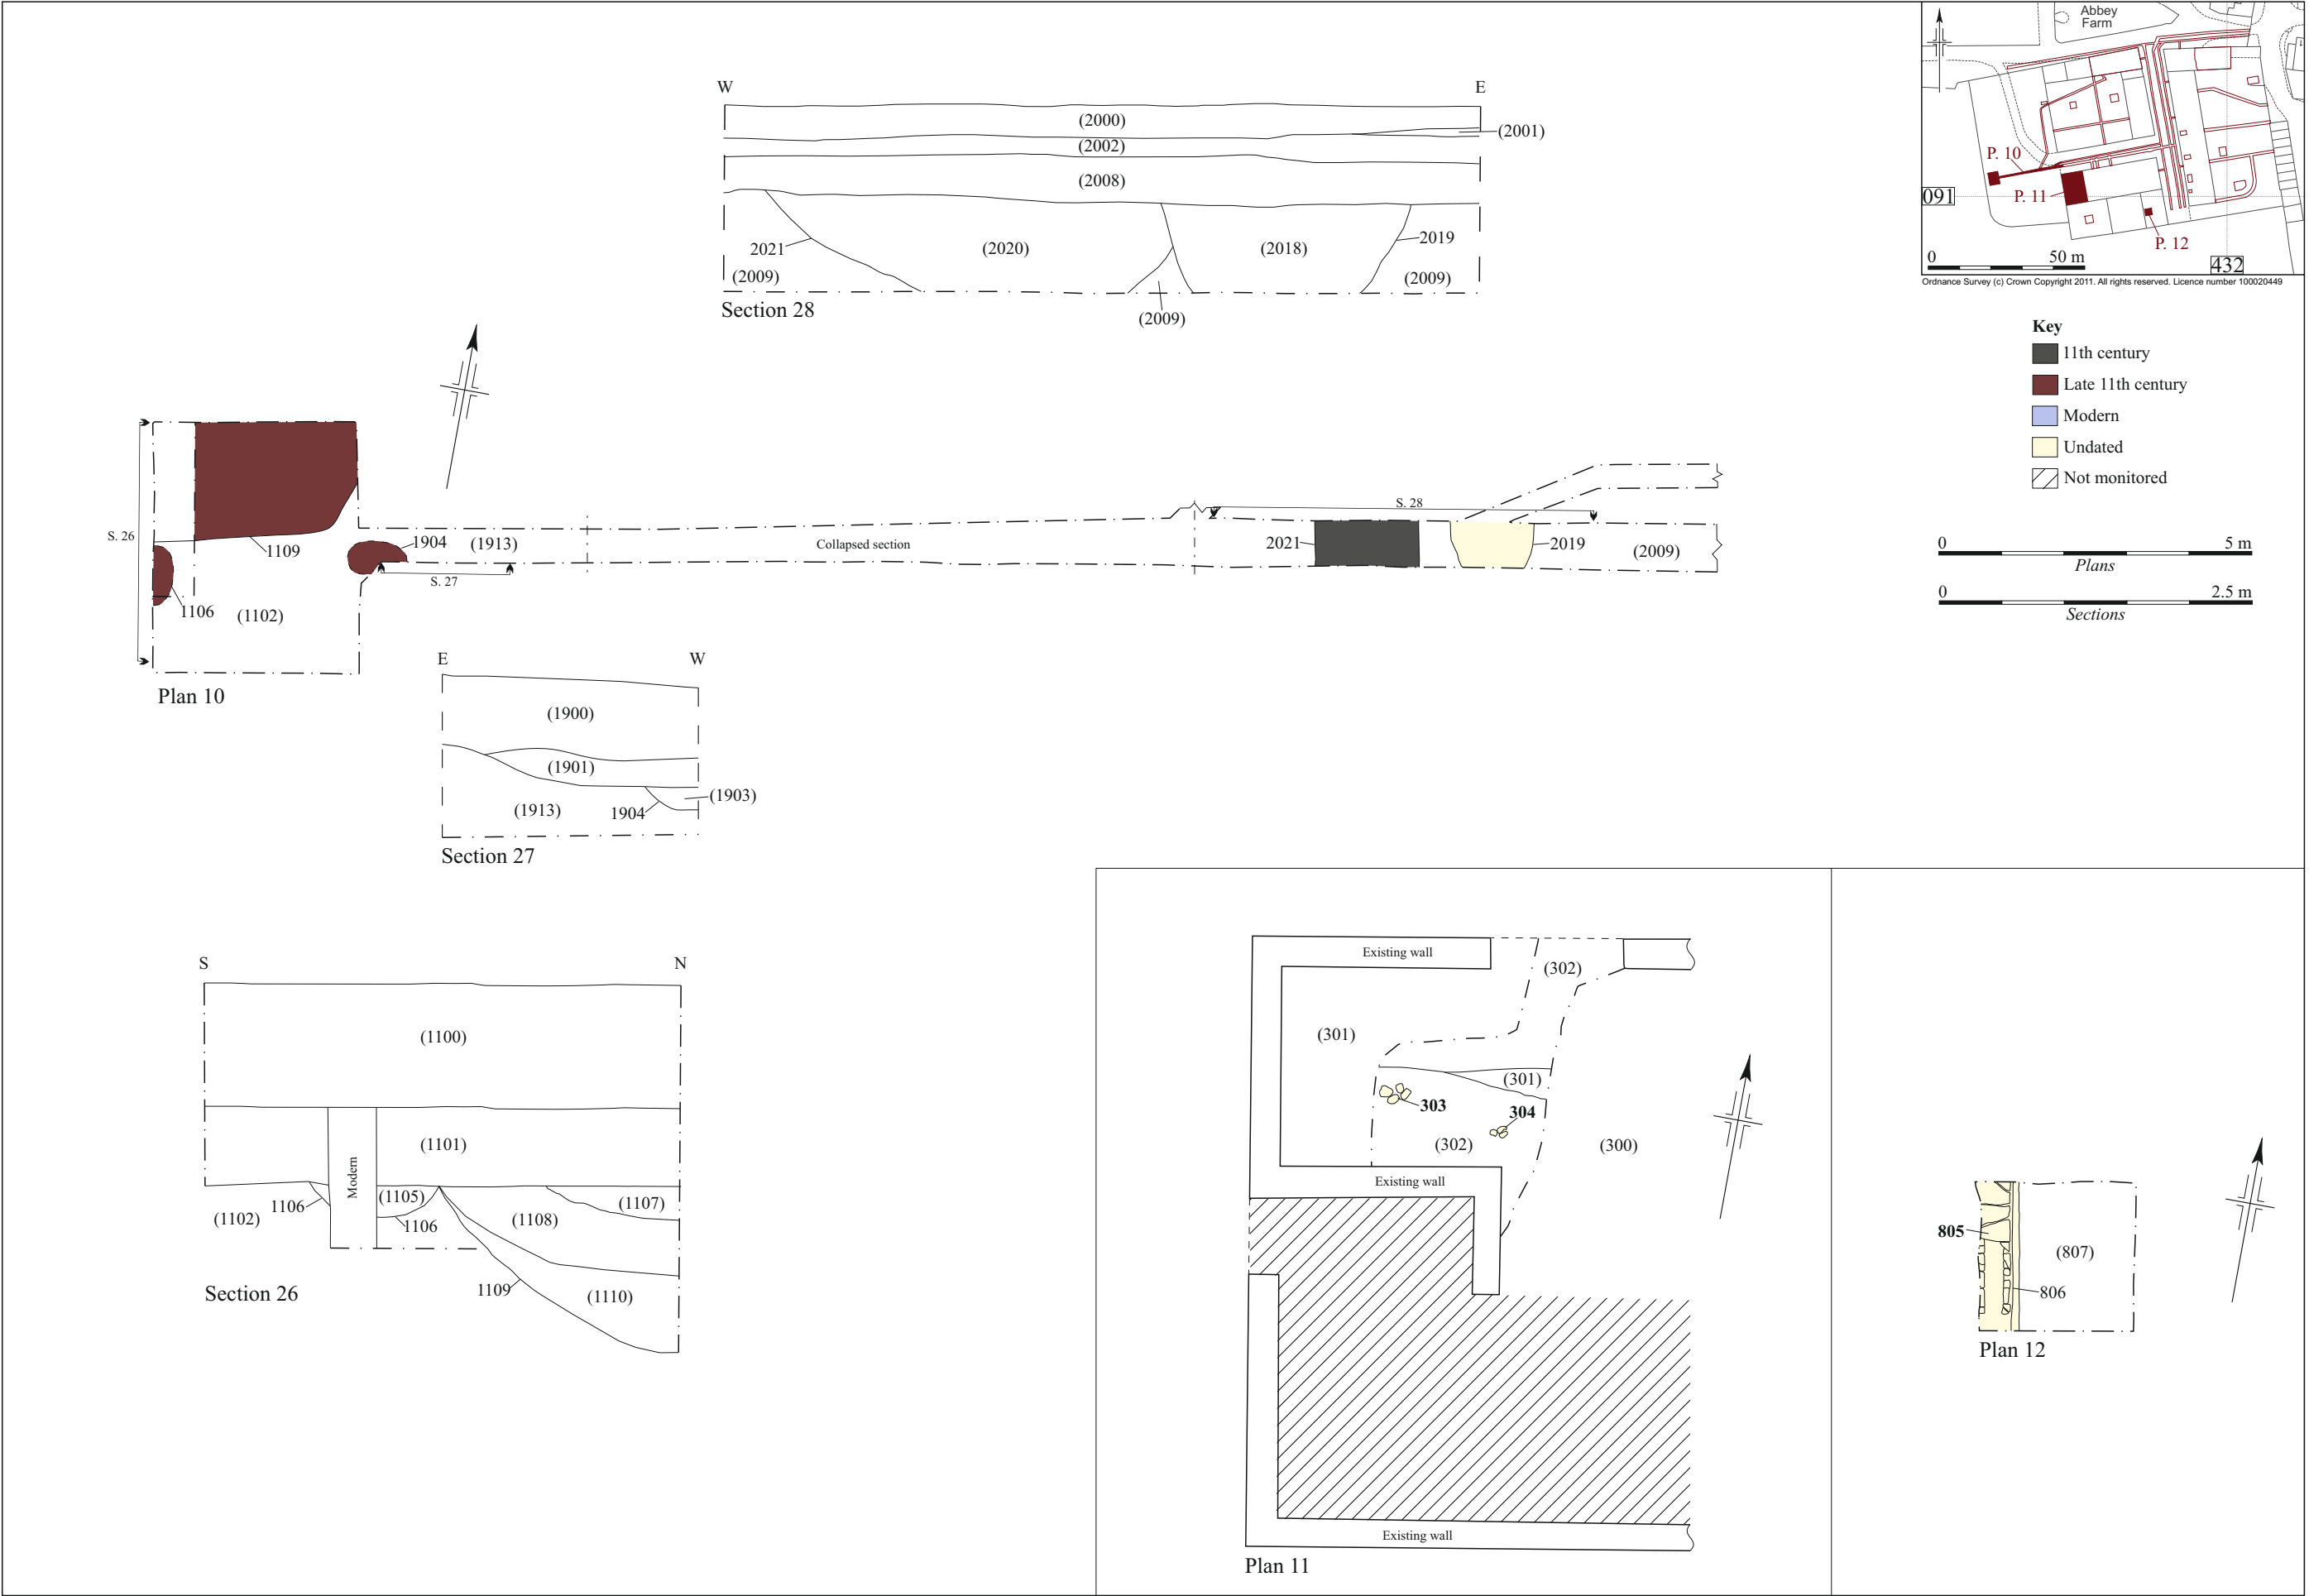 W
E
(2000)
(2001)
(2002)
(2008)
2021
(2020)
(2018)
2019
(2009)
(2009)
(2009)
Section 28
Abbey
Farm
P. 10
P. 11
P. 12
091
432
0 50 m
Ordnance Survey (c) Crown Copyright 2011. All rights reserved. Licence number 100020449
Key
11th century
Late 11th century
Modern
Undated
Not monitored
0 5 m
Plans
0 2.5 m
Sections
S. 26
1109
1904
(1913)
S. 27
1106
(1102)
Collapsed section
S. 28
2021
2019
(2009)
Plan 10
E
W
(1900)
(1901)
(1903)
(1913)
1904
Section 27
S
N
(1100)
(1101)
Modern
1106
(1102)
(1105)
1106
(1107)
(1108)
1109
(1110)
Section 26
Existing wall
(302)
(301)
(301)
303
304
(302)
(300)
Existing wall
Existing wall
Plan 11
805
(807)
806
Plan 12